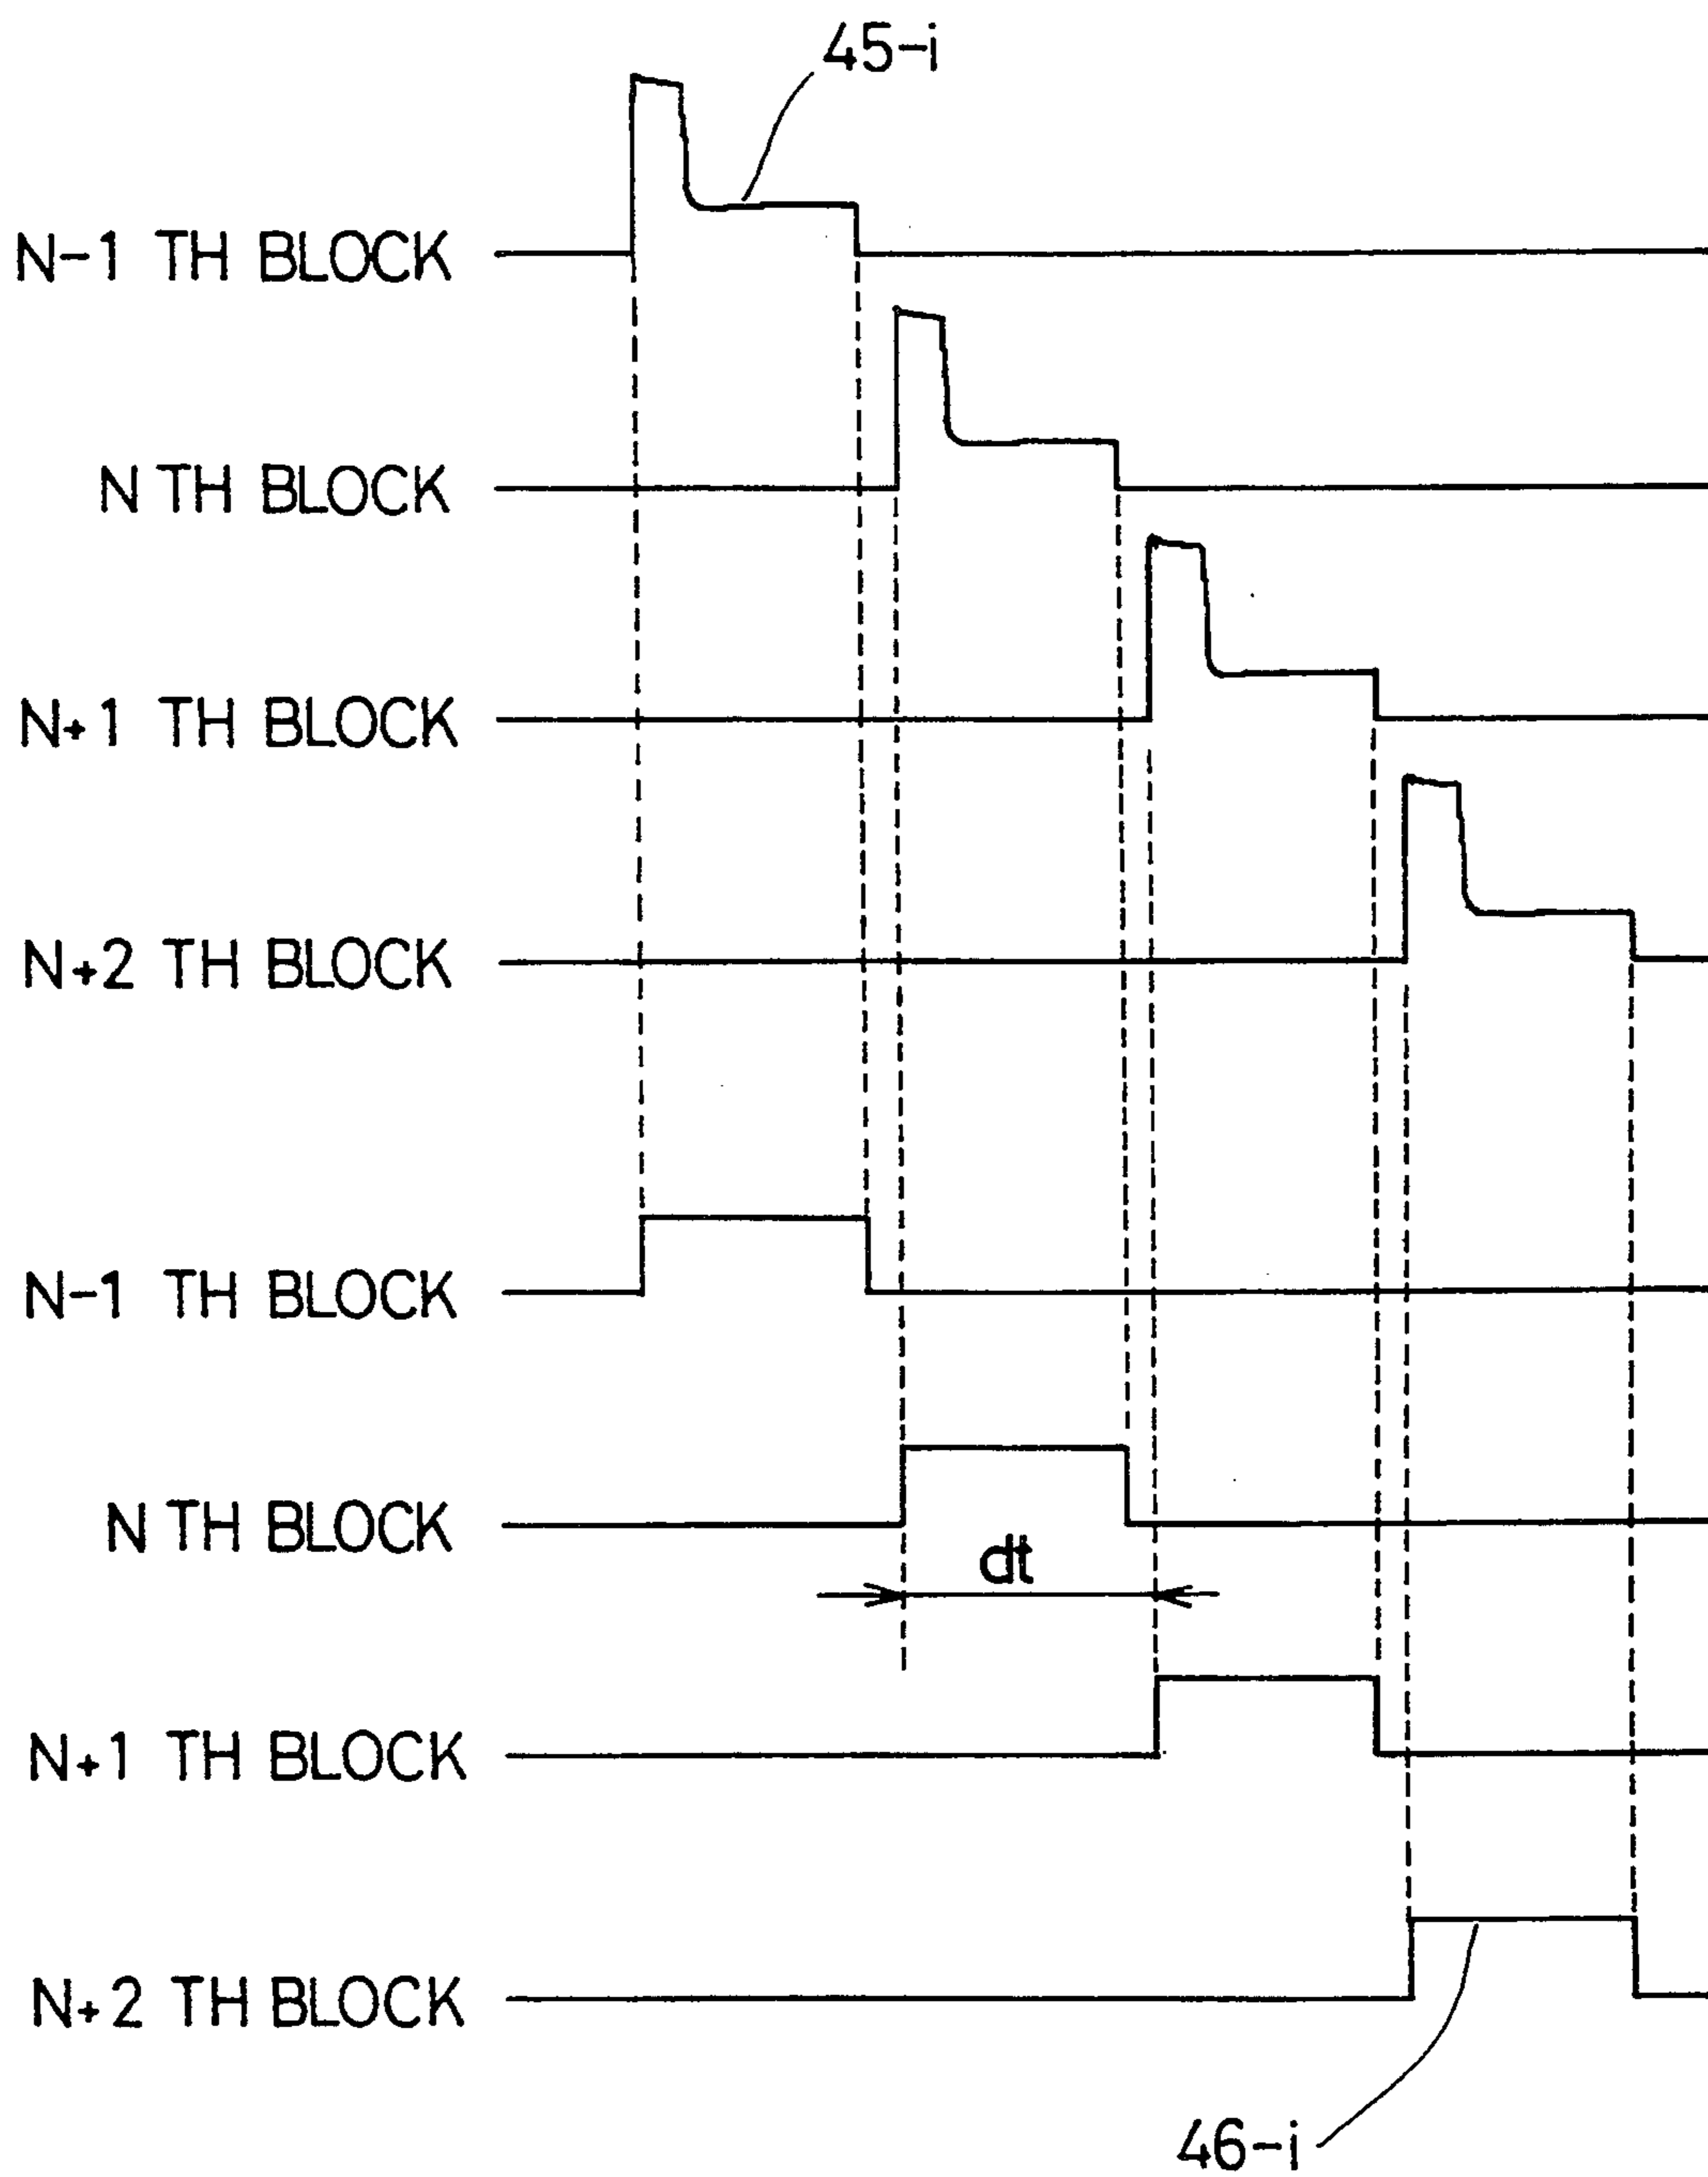 45-i
N-1 TH BLOCK
N TH BLOCK
N+1 TH BLOCK
N+2 TH BLOCK
N-1 TH BLOCK
N TH BLOCK
dt
N+1 TH BLOCK
N+2 TH BLOCK
46-i